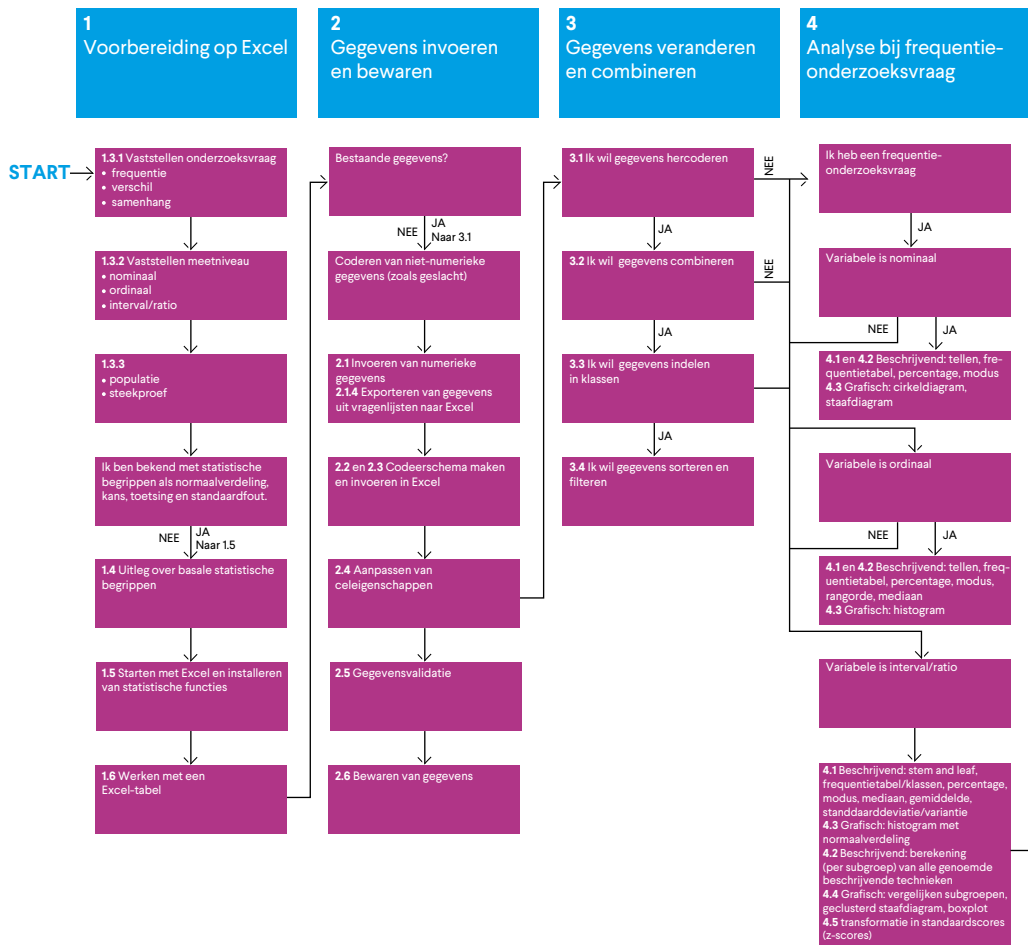 1
Voorbereiding op Excel
2
Gegevens invoeren
en bewaren
3
Gegevens veranderen
en combineren
4
Analyse bij frequentie-
onderzoeksvraag
START
1.3.1 Vaststellen onderzoeksvraag
• frequentie
• verschil
• samenhang
1.3.2 Vaststellen meetniveau
• nominaal
• ordinaal
• interval/ratio
1.3.3
• populatie
• steekproef
Ik ben bekend met statistische
begrippen als normaalverdeling,
kans, toetsing en standaardfout.
NEE
JA
Naar 1.5
1.4 Uitleg over basale statistische
begrippen
1.5 Starten met Excel en installeren
van statistische functies
1.6 Werken met een
Excel-tabel
Bestaande gegevens?
NEE
JA
Naar 3.1
Coderen van niet-numerieke
gegevens (zoals geslacht)
2.1 Invoeren van numerieke
gegevens
2.1.4 Exporteren van gegevens
uit vragenlijsten naar Excel
2.2 en 2.3 Codeerschema maken
en invoeren in Excel
2.4 Aanpassen van
celeigenschappen
2.5 Gegevensvalidatie
2.6 Bewaren van gegevens
3.1 Ik wil gegevens hercoderen
NEE
JA
3.2 Ik wil gegevens combineren
NEE
JA
3.3 Ik wil gegevens indelen
in klassen
JA
3.4 Ik wil gegevens sorteren en
filteren
Ik heb een frequentie-
onderzoeksvraag
JA
Variabele is nominaal
NEE
JA
4.1 en 4.2 Beschrijvend: tellen, fre-
quentietabel, percentage, modus
4.3 Grafisch: cirkeldiagram,
staafdiagram
Variabele is ordinaal
NEE
JA
4.1 en 4.2 Beschrijvend: tellen, freq-
uentietabel, percentage, modus,
rangorde, mediaan
4.3 Grafisch: histogram
Variabele is interval/ratio
4.1 Beschrijvend: stem and leaf,
frequentietabel/klassen, percentage,
modus, mediaan, gemiddelde,
standdaarddeviatie/variantie
4.3 Grafisch: histogram met
normaalverdeling
4.2 Beschrijvend: berekening
(per subgroep) van alle genoemde
beschrijvende technieken
4.4 Grafisch: vergelijken subgroepen,
geclusterd staafdiagram, boxplot
4.5 transformatie in standaardscores
(z-scores)